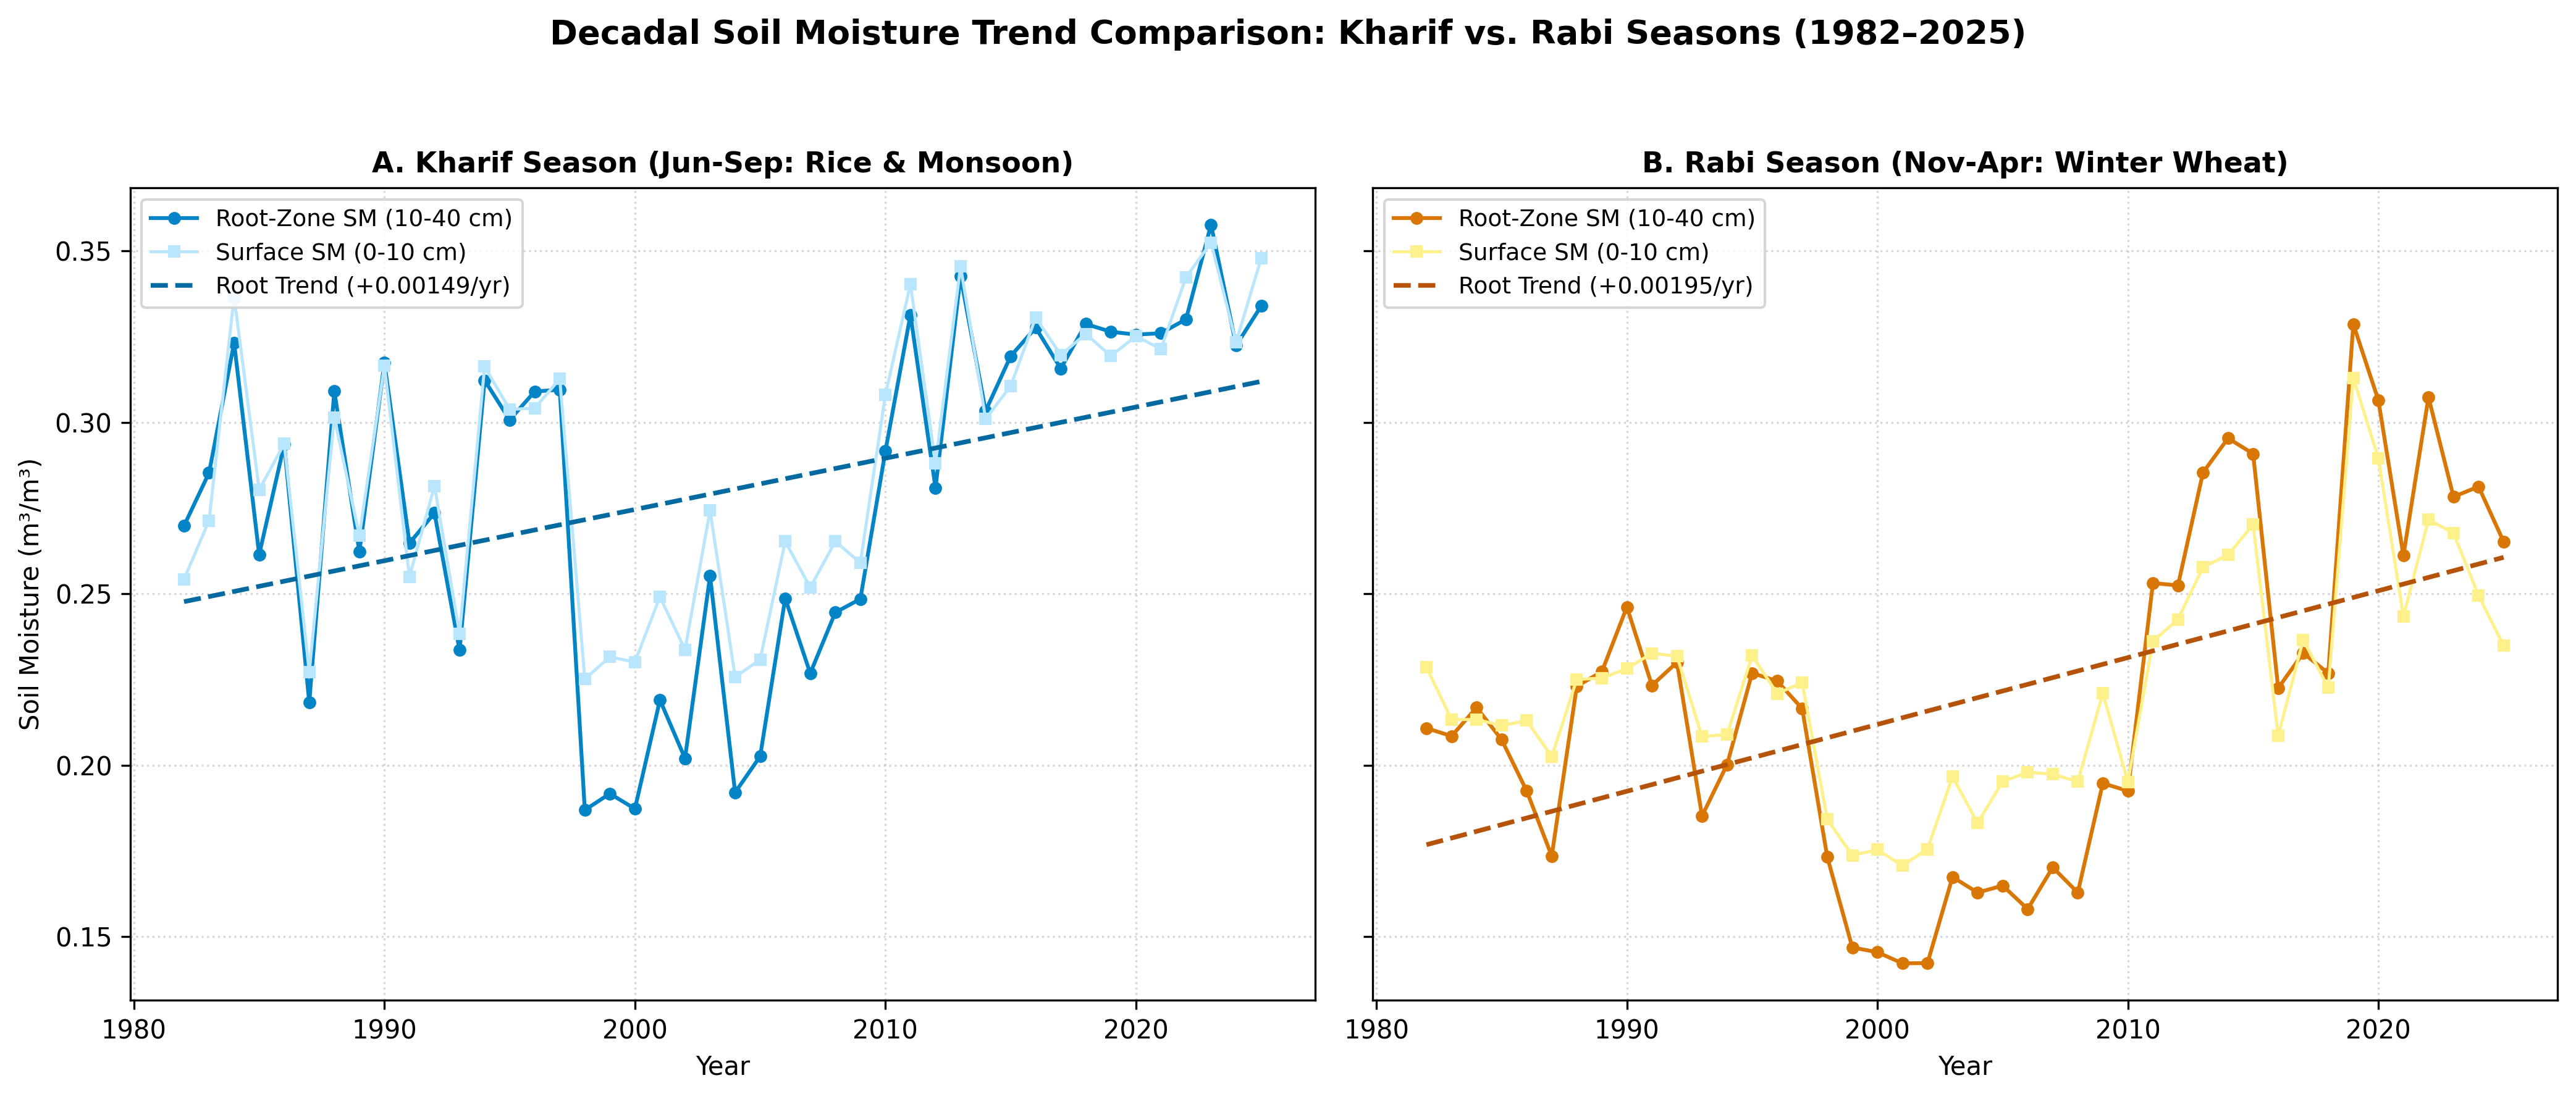 Decadal Soil Moisture Trend Comparison: Kharif vs. Rabi Seasons (1982–2025)
A. Kharif Season (Jun-Sep: Rice & Monsoon)
Root-Zone SM (10-40 cm)
Surface SM (0-10 cm)
Root Trend (+0.00149/yr)
Soil Moisture (m³/m³)
0.35
0.30
0.25
0.20
0.15
1980 1990 2000 2010 2020
Year
B. Rabi Season (Nov-Apr: Winter Wheat)
Root-Zone SM (10-40 cm)
Surface SM (0-10 cm)
Root Trend (+0.00195/yr)
1980 1990 2000 2010 2020
Year